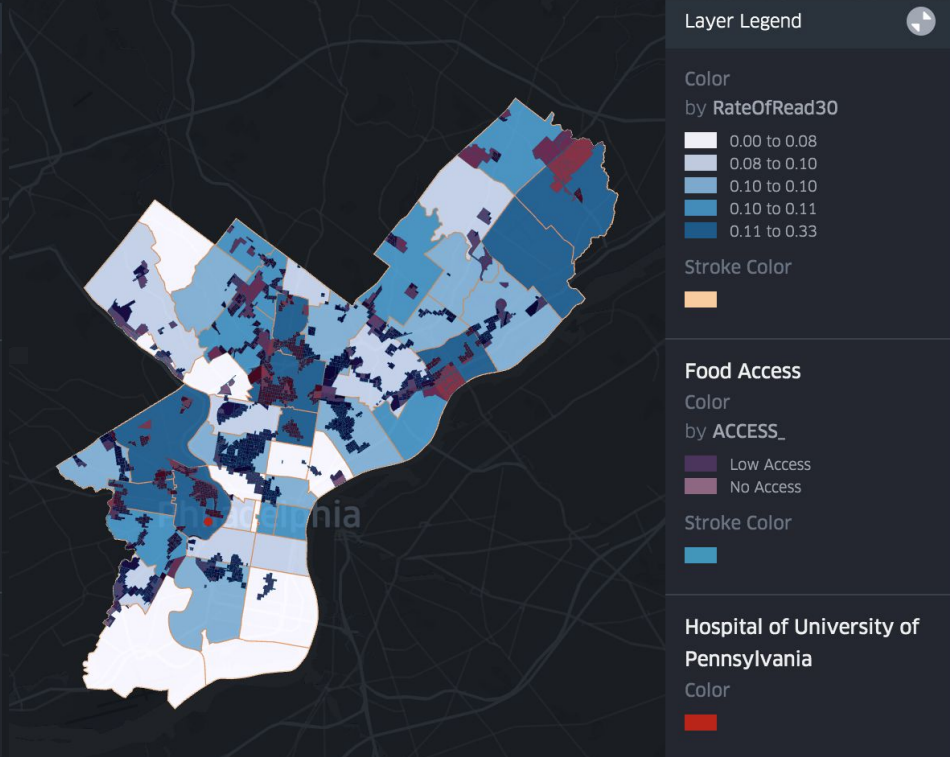 Layer Legend
Color
by RateOfRead30
0.00 to 0.08
0.08 to 0.10
0.10 to 0.10
0.10 to 0.11
0.11 to 0.33
Stroke Color
Food Access
Color
by ACCESS_
Low Access
No Access
Stroke Color
Philadelphia
Hospital of University of
Pennsylvania
Color